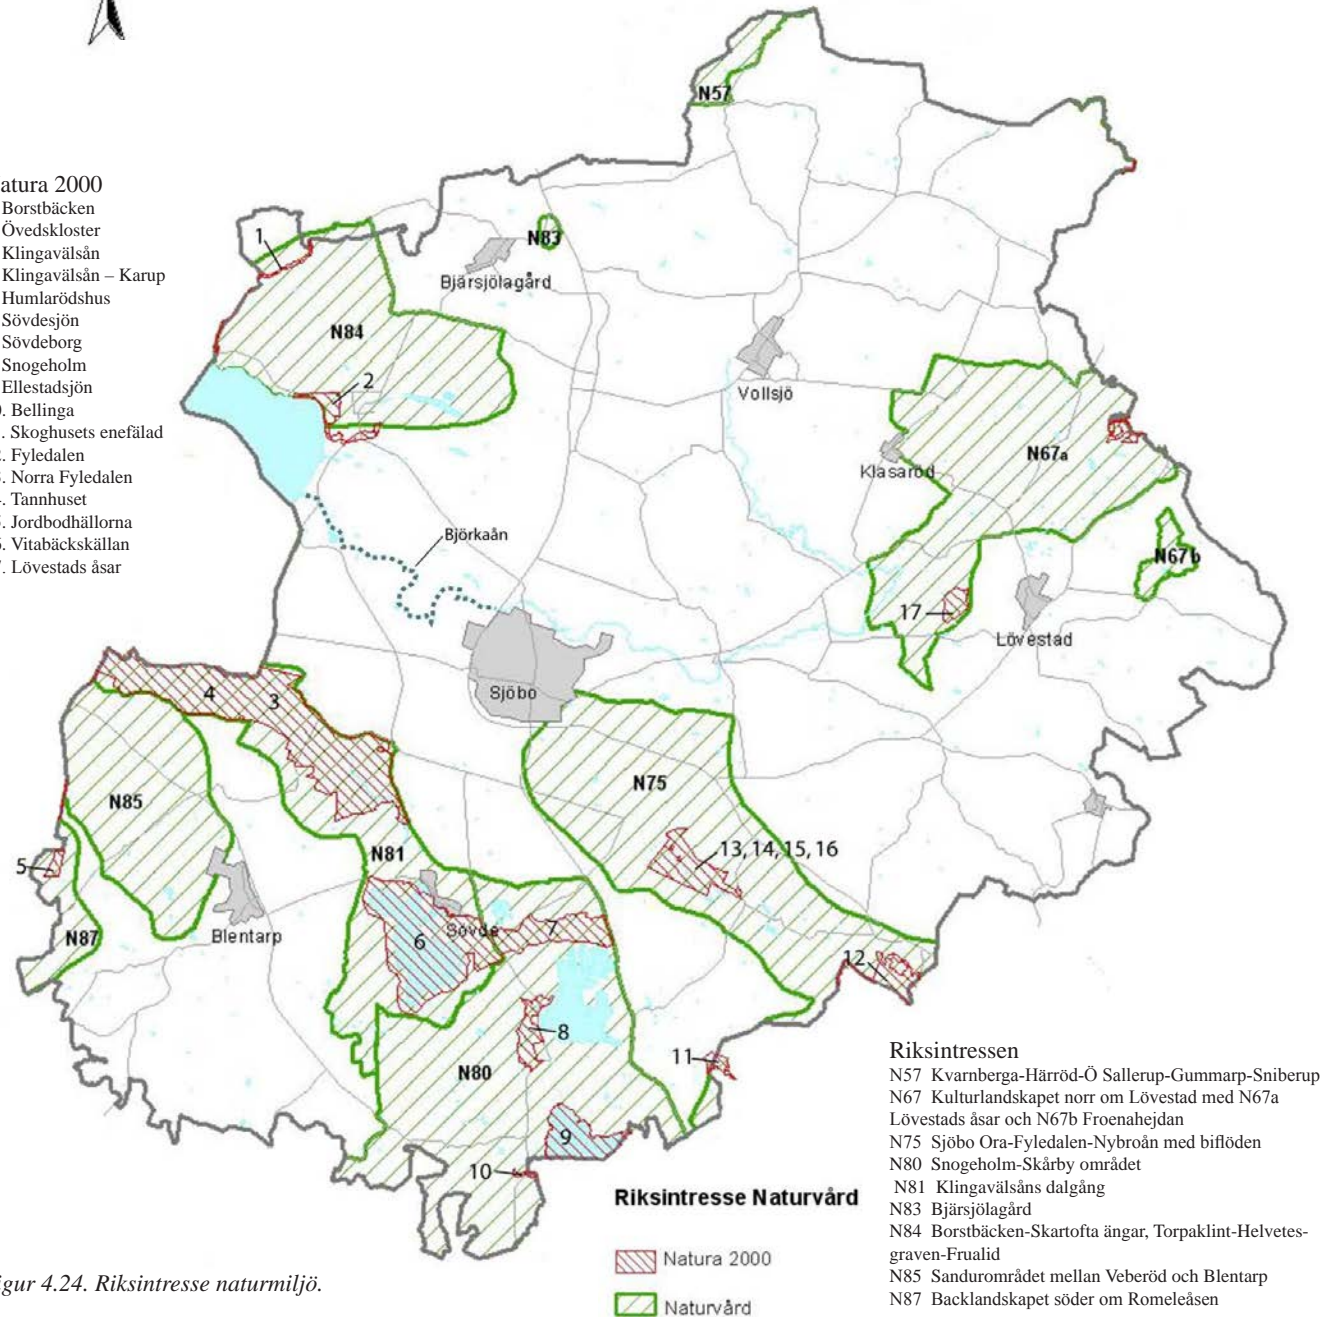 N57
atura 2000
Borstbäcken
Övedskloster
Klingavälsån
Klingavälsån – Karup
Humlarödshus
Sövdesjön
Sövdeborg
Snogeholm
Ellestadsjön
. Bellinga
. Skoghusets enefälad
. Fyledalen
. Norra Fyledalen
. Tannhuset
. Jordbodhällorna
. Vitabäckskällan
. Lövestads åsar
1
N83
Bjärsjölagård
N84
2
Vollsjö
Klasaröd
N67a
Björkaån
N67b
17
Lövestad
Sjöbo
4
3
N75
N85
N81
13, 14, 15, 16
5
N87
Blentarp
6
Sövde
7
12
8
11
N80
9
10
Riksintressen
N57 Kvarnberga-Härröd-Ö Sallerup-Gummarp-Sniberup
N67 Kulturlandskapet norr om Lövestad med N67a
Lövestads åsar och N67b Froenahejdan
N75 Sjöbo Ora-Fyledalen-Nybroån med biflöden
N80 Snogeholm-Skårby området
N81 Klingavälsåns dalgång
N83 Bjärsjölagård
N84 Borstbäcken-Skartofta ängar, Torpaklint-Helvetes-
graven-Frualid
N85 Sandurområdet mellan Veberöd och Blentarp
N87 Backlandskapet söder om Romeleåsen
Riksintresse Naturvård
Natura 2000
Naturvård
igur 4.24. Riksintresse naturmiljö.